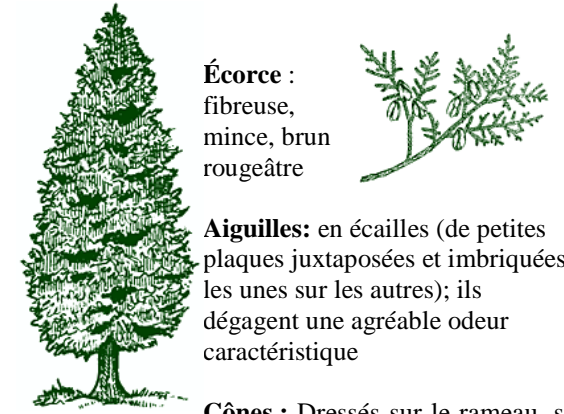 Écorce :
fibreuse,
mince, brun
rougeâtre
Aiguilles: en écailles (de petites
plaques juxtaposées et imbriquées
les unes sur les autres); ils
dégagent une agréable odeur
caractéristique
Cônes : Dressés sur le rameau,